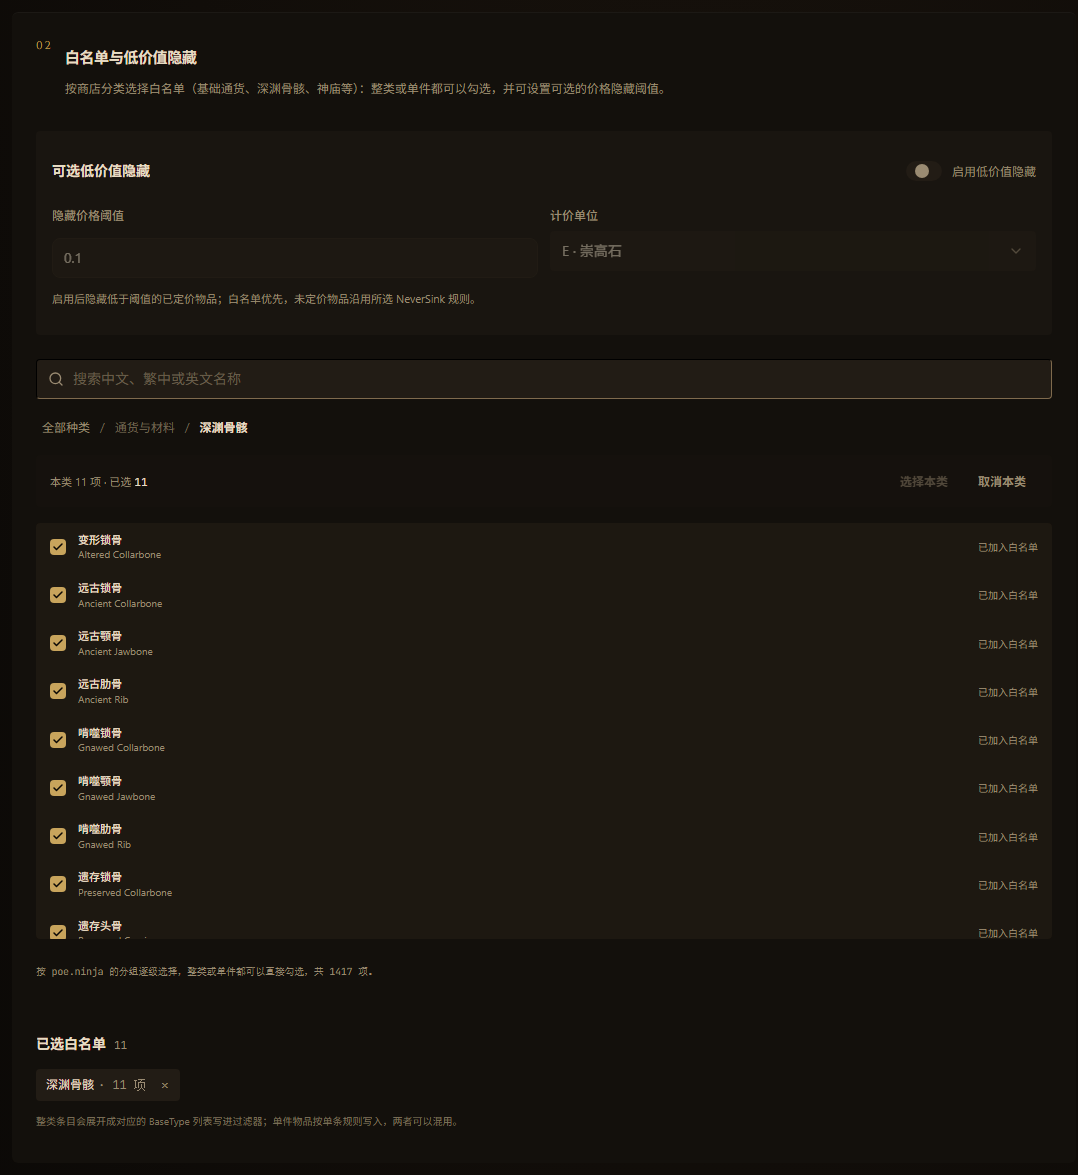 02
白名单与低价值隐藏
按商店分类选择白名单（基础通货、深渊骨骸、神庙等）：整类或单件都可以勾选，并可设置可选的价格隐藏阈值。
可选低价值隐藏
启用低价值隐藏
隐藏价格阈值
计价单位
0.1
E · 崇高石
启用后隐藏低于阈值的已定价物品；白名单优先，未定价物品沿用所选 NeverSink 规则。
搜索中文、繁中或英文名称
全部种类 / 通货与材料 / 深渊骨骸
本类 11 项 · 已选 11
选择本类 取消本类
变形锁骨
Altered Collarbone
已加入白名单
远古锁骨
Ancient Collarbone
已加入白名单
远古颚骨
Ancient Jawbone
已加入白名单
远古肋骨
Ancient Rib
已加入白名单
啃噬锁骨
Gnawed Collarbone
已加入白名单
啃噬颚骨
Gnawed Jawbone
已加入白名单
啃噬肋骨
Gnawed Rib
已加入白名单
遗存锁骨
Preserved Collarbone
已加入白名单
遗存头骨
已加入白名单
按 poe.ninja 的分组逐级选择，整类或单件都可以直接勾选，共 1417 项。
已选白名单 11
深渊骨骸 · 11 项 ×
整类条目会展开成对应的 BaseType 列表写进过滤器；单件物品按单条规则写入，两者可以混用。